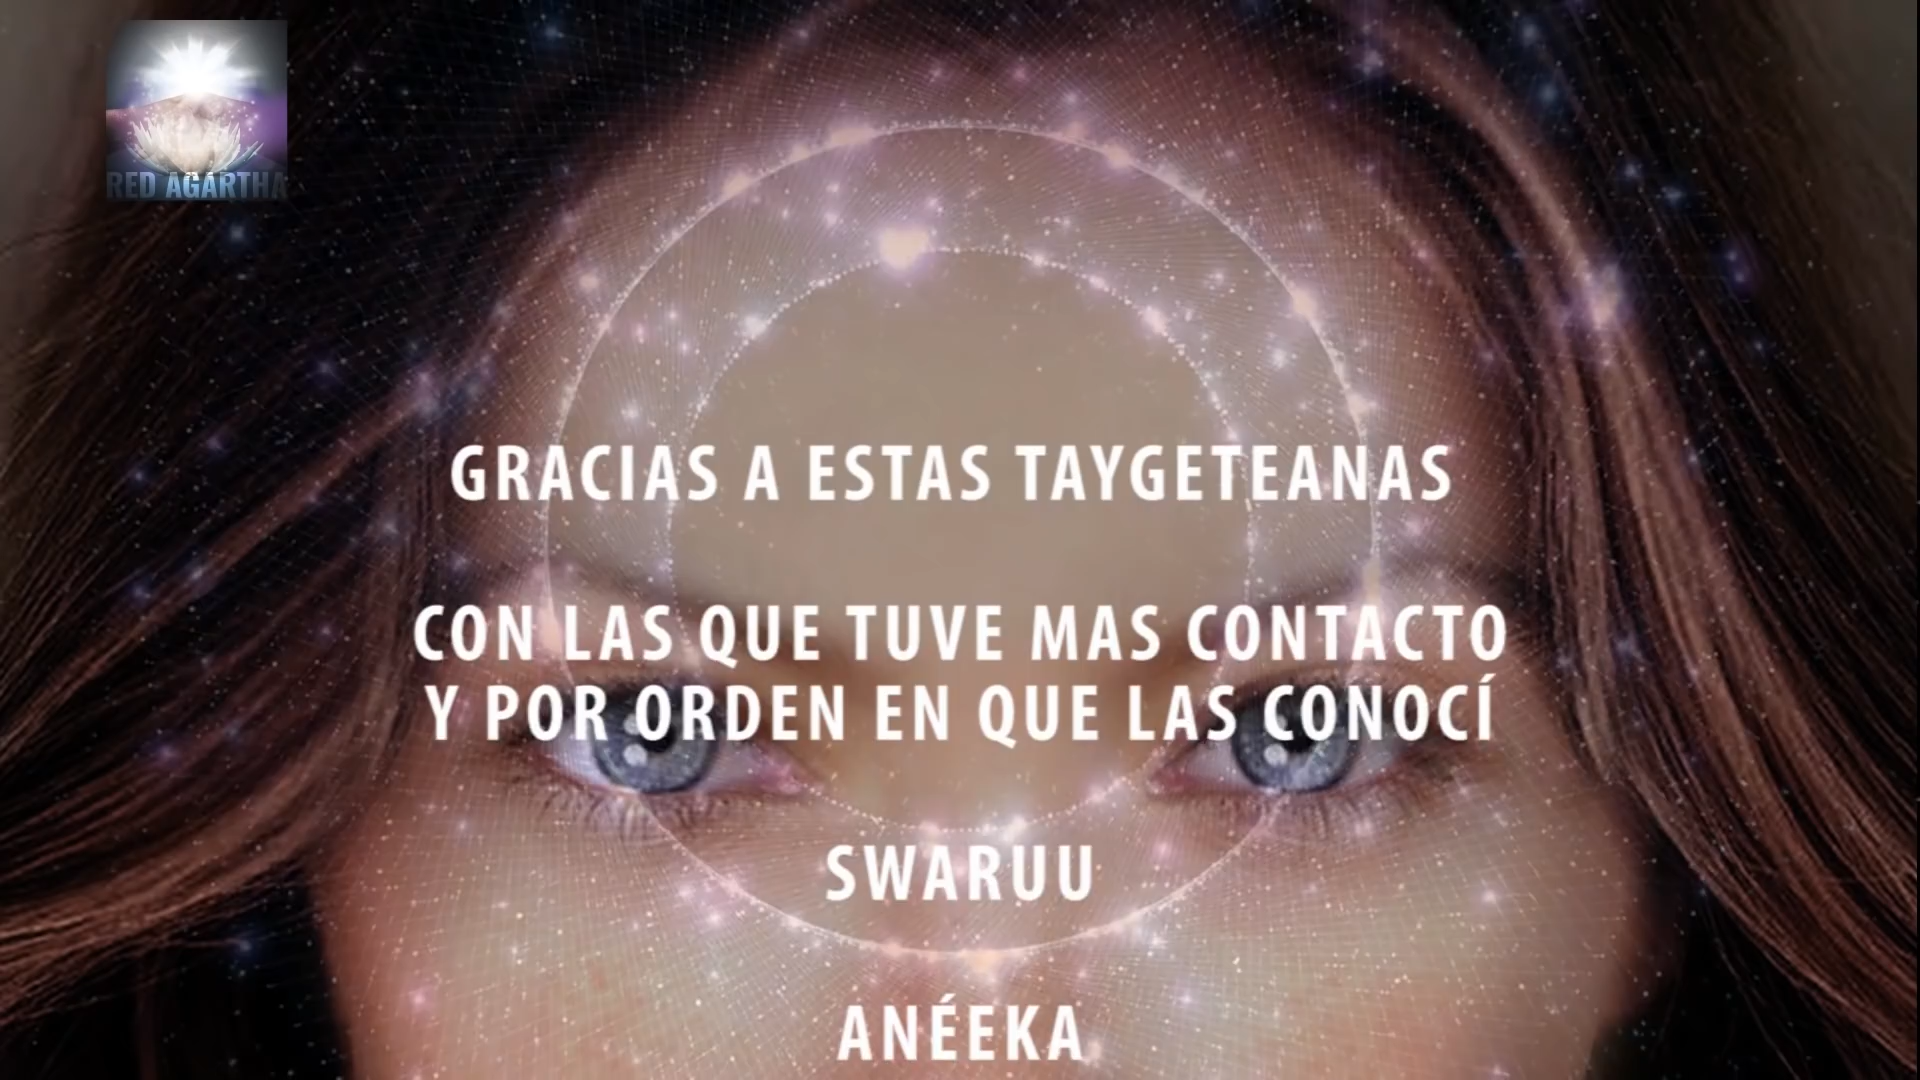 RED AGARTHA
GRACIAS A ESTAS TAYGETEANAS
CON LAS QUE TUVE MAS CONTACTO
Y POR ORDEN EN QUE LAS CONOCÍ
SWARUU
ANÉEKA